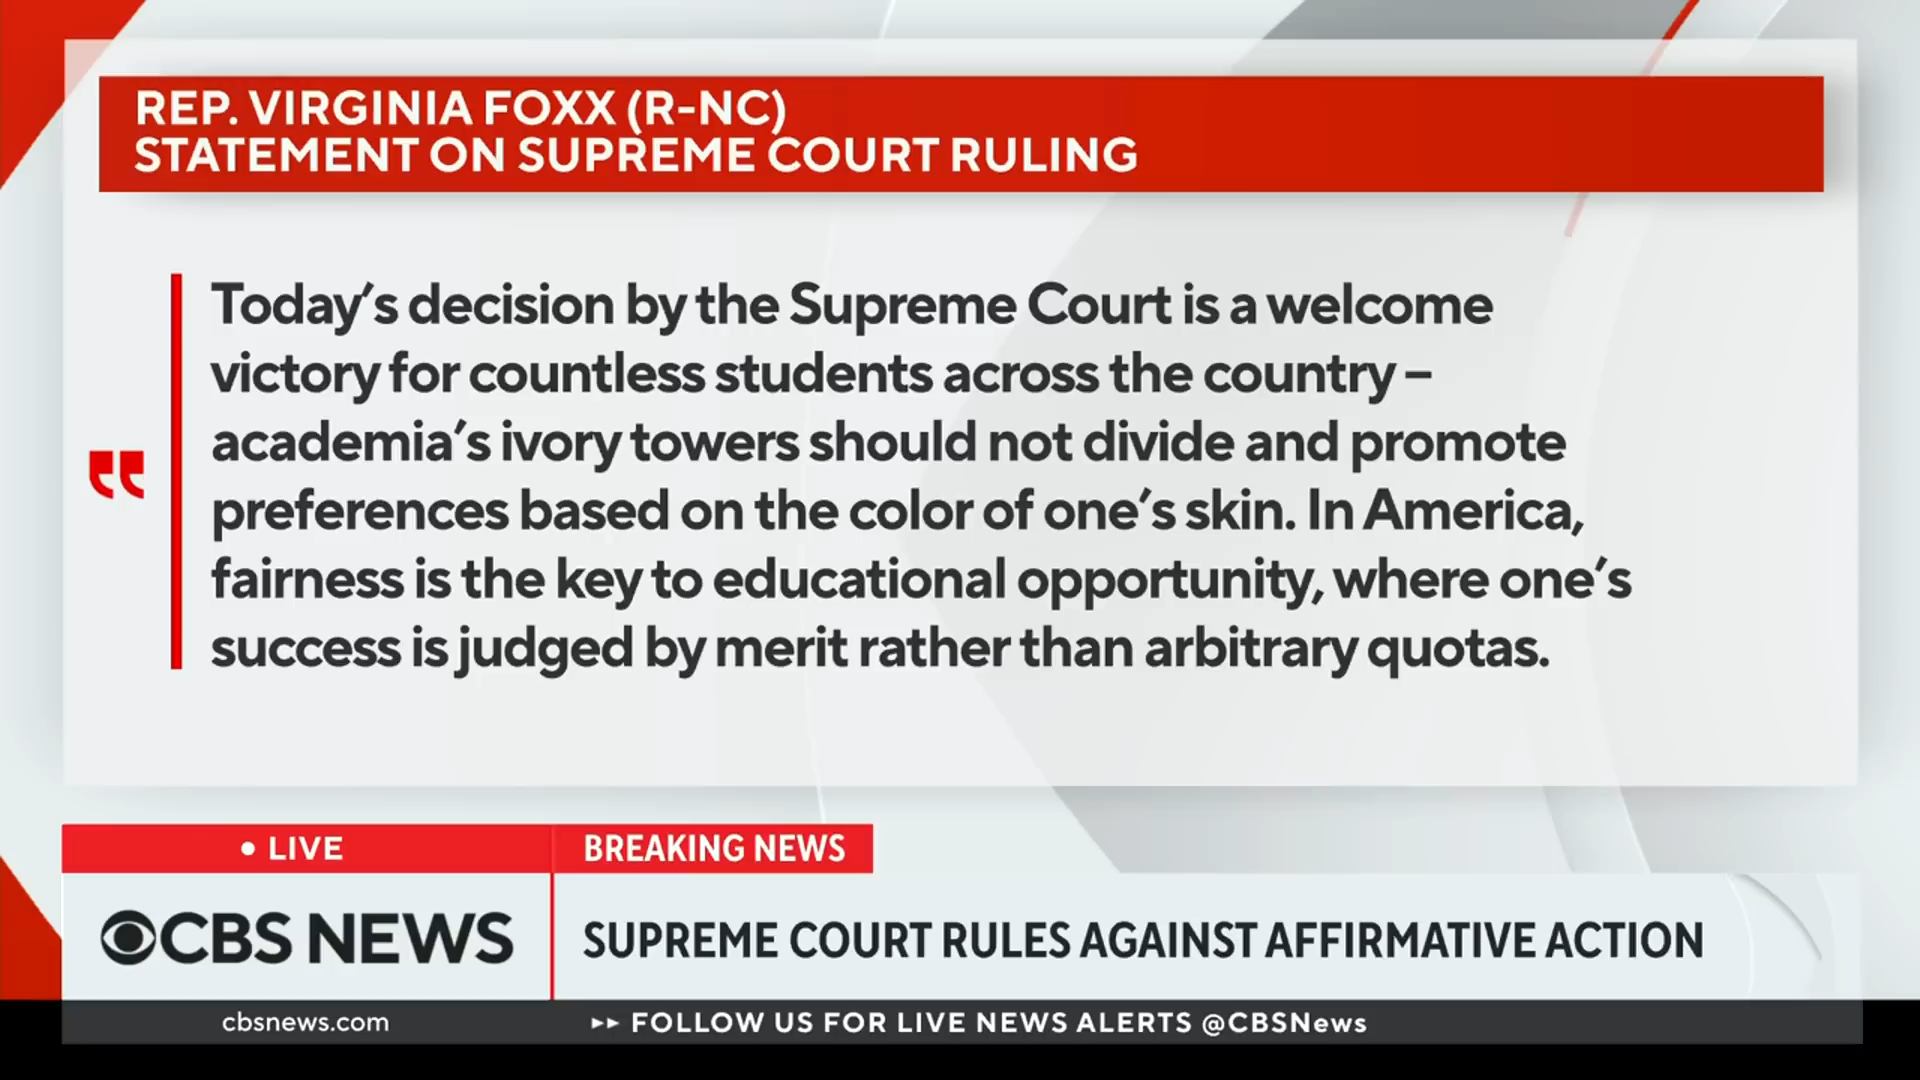 REP. VIRGINIA FOXX (R-NC)
STATEMENT ON SUPREME COURT RULING
Today's decision by the Supreme Court is a welcome
victory for countless students across the country –
academia's ivory towers should not divide and promote
preferences based on the color of one's skin. In America,
fairness is the key to educational opportunity, where one's
success is judged by merit rather than arbitrary quotas.
• LIVE
BREAKING NEWS
CBS NEWS
SUPREME COURT RULES AGAINST AFFIRMATIVE ACTION
cbsnews.com
FOLLOW US FOR LIVE NEWS ALERTS @CBSNews